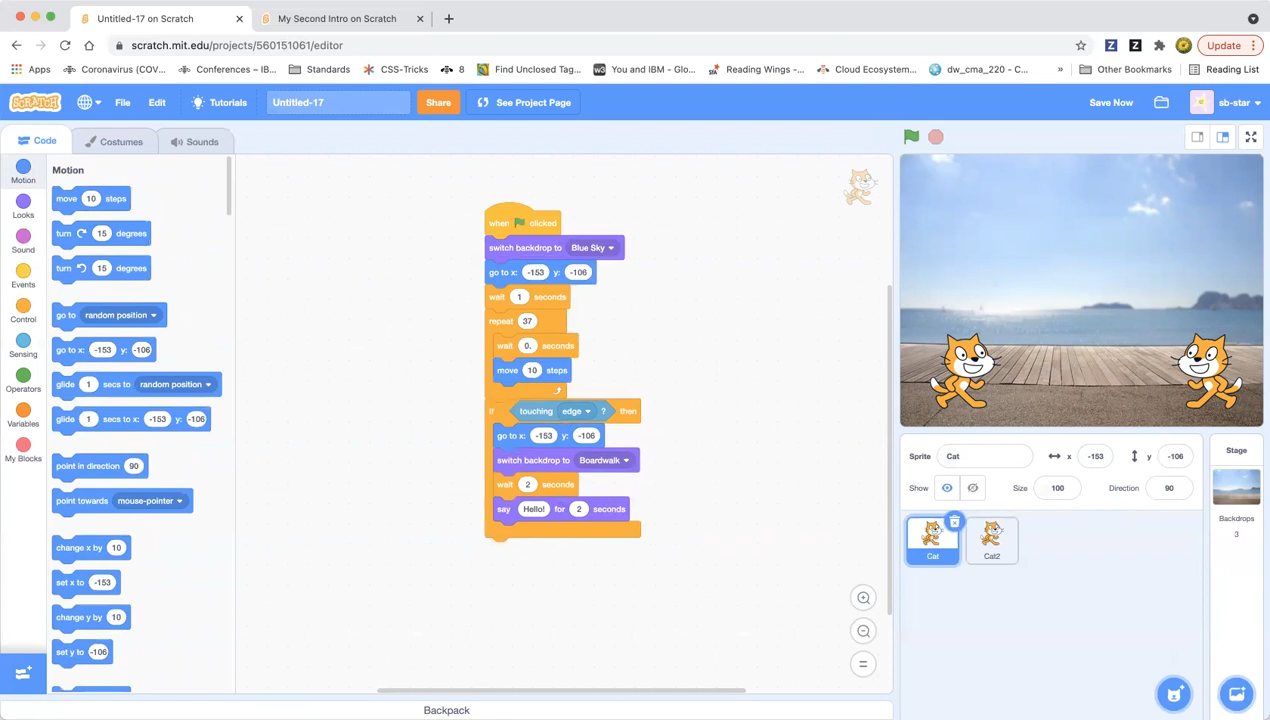 Untitled-17 on Scratch
My Second Intro on Scratch
scratch.mit.edu/projects/560151061/editor
Update
Apps
Coronavirus (COV...
Conferences – IB...
Standards
CSS-Tricks
8
Find Unclosed Tag...
You and IBM - Glo...
Reading Wings -...
Cloud Ecosystem...
dw_cma_220 - C...
»
Other Bookmarks
Reading List
SCRATCH
File
Edit
Tutorials
Untitled-17
Share
See Project Page
Save Now
sb-star
Code
Costumes
Sounds
Motion
Looks
Sound
Events
Control
Sensing
Operators
Variables
My Blocks
Motion
move 10 steps
turn 15 degrees
turn 15 degrees
go to random position
go to x: -153 y: -106
glide 1 secs to random position
glide 1 secs to x: -153 y: -106
point in direction 90
point towards mouse-pointer
change x by 10
set x to -153
change y by 10
set y to -106
when clicked
switch backdrop to Blue Sky
go to x: -153 y: -106
wait 1 seconds
repeat 37
wait 0. seconds
move 10 steps
if touching edge ? then
go to x: -153 y: -106
switch backdrop to Boardwalk
wait 2 seconds
say Hello! for 2 seconds
Backpack
Sprite Cat x -153 y -106
Show Size 100 Direction 90
Cat
Cat2
Stage
Backdrops
3